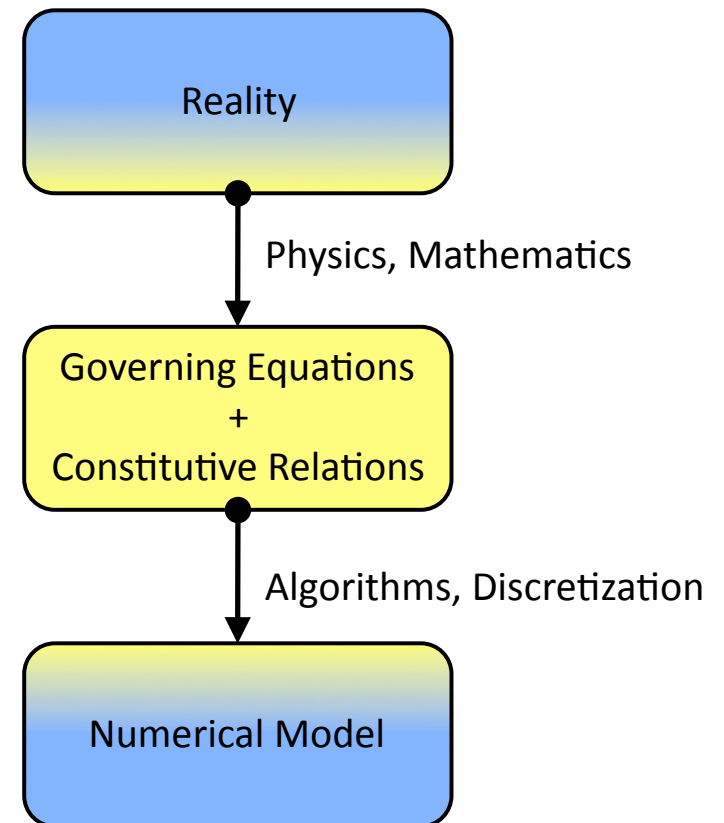 Reality
Physics, Mathematics
Governing Equations
+
Constitutive Relations
Algorithms, Discretization
Numerical Model